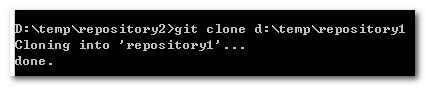 D:\temp\repository2>git clone d:\temp\repository1
Cloning into 'repository1'...
done.